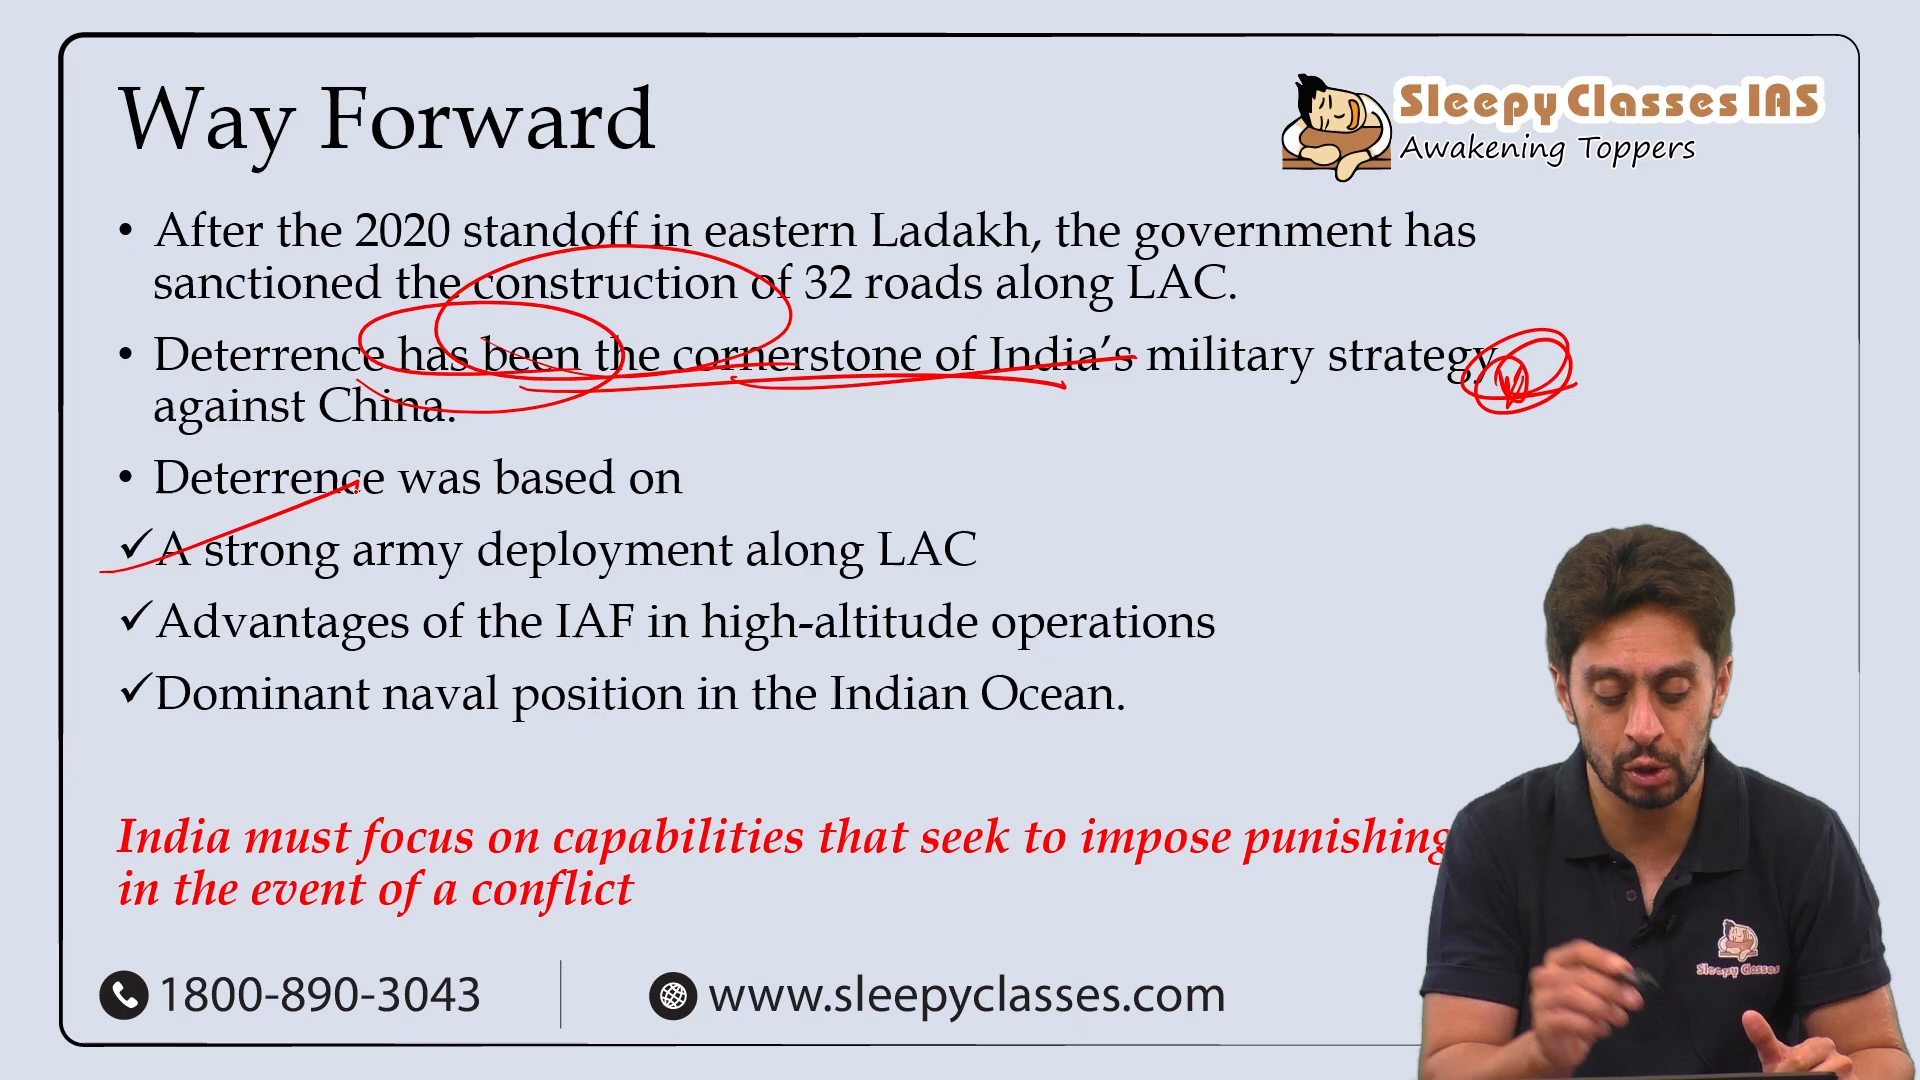 Way Forward
Sleepy Classes IAS
Awakening Toppers
• After the 2020 standoff in eastern Ladakh, the government has
sanctioned the construction of 32 roads along LAC.
• Deterrence has been the cornerstone of India's military strategy
against China.
• Deterrence was based on
✓A strong army deployment along LAC
✓Advantages of the IAF in high-altitude operations
✓Dominant naval position in the Indian Ocean.
India must focus on capabilities that seek to impose punishing
in the event of a conflict
Sleepy Classes
1800-890-3043
www.sleepyclasses.com